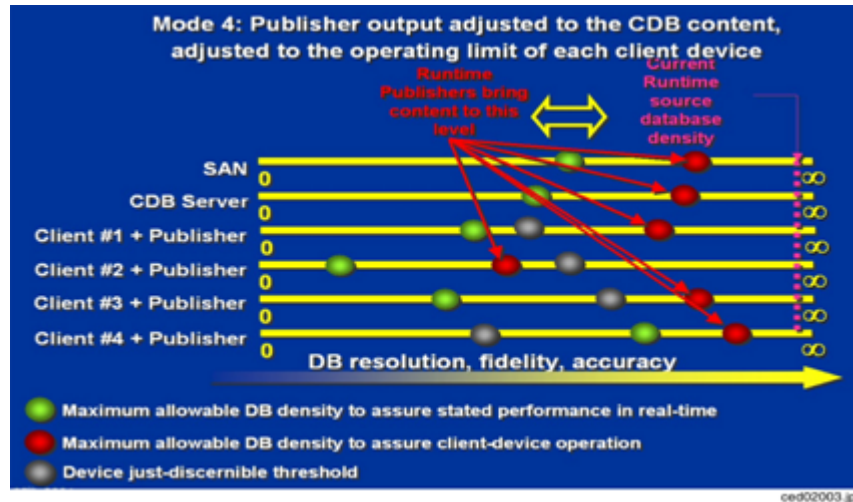 Mode 4: Publisher output adjusted to the CDB content,
adjusted to the operating limit of each client device
Runtime
Publishers bring
content to this
level
Current
Runtime
source
database
density
SAN
0
∞
CDB Server
0
∞
Client #1 + Publisher
0
∞
Client #2 + Publisher
0
∞
Client #3 + Publisher
0
∞
Client #4 + Publisher
0
∞
DB resolution, fidelity, accuracy
Maximum allowable DB density to assure stated performance in real-time
Maximum allowable DB density to assure client-device operation
Device just-discernible threshold